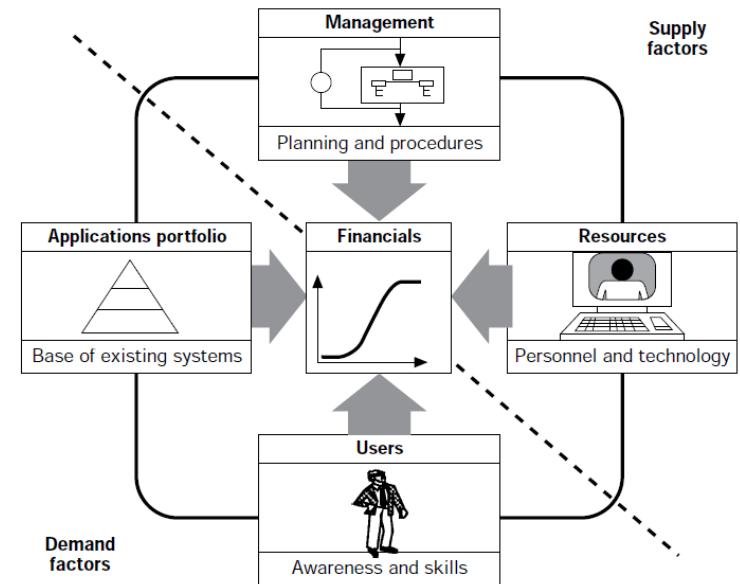 Management
Supply
factors
Planning and procedures
Applications portfolio
Financials
Resources
Base of existing systems
Personnel and technology
Users
Demand
factors
Awareness and skills